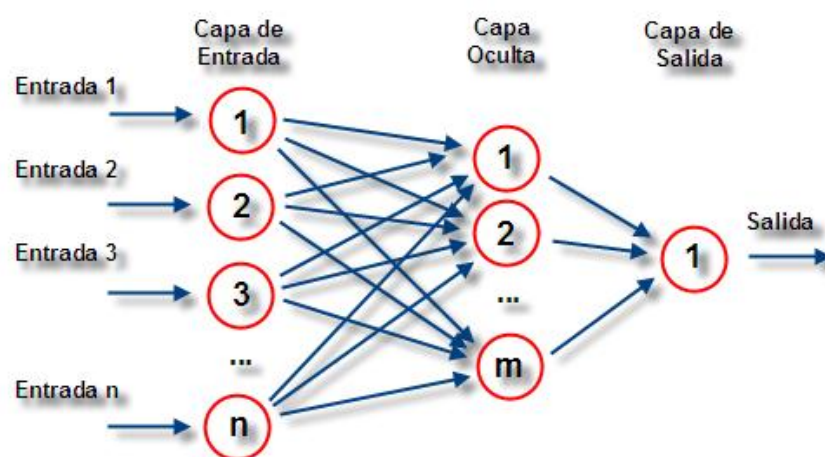 Capa de
Entrada
Capa
Oculta
Capa de
Salida
Entrada 1
1
1
Entrada 2
2
2
Salida
Entrada 3
1
3
...
...
m
Entrada n
n